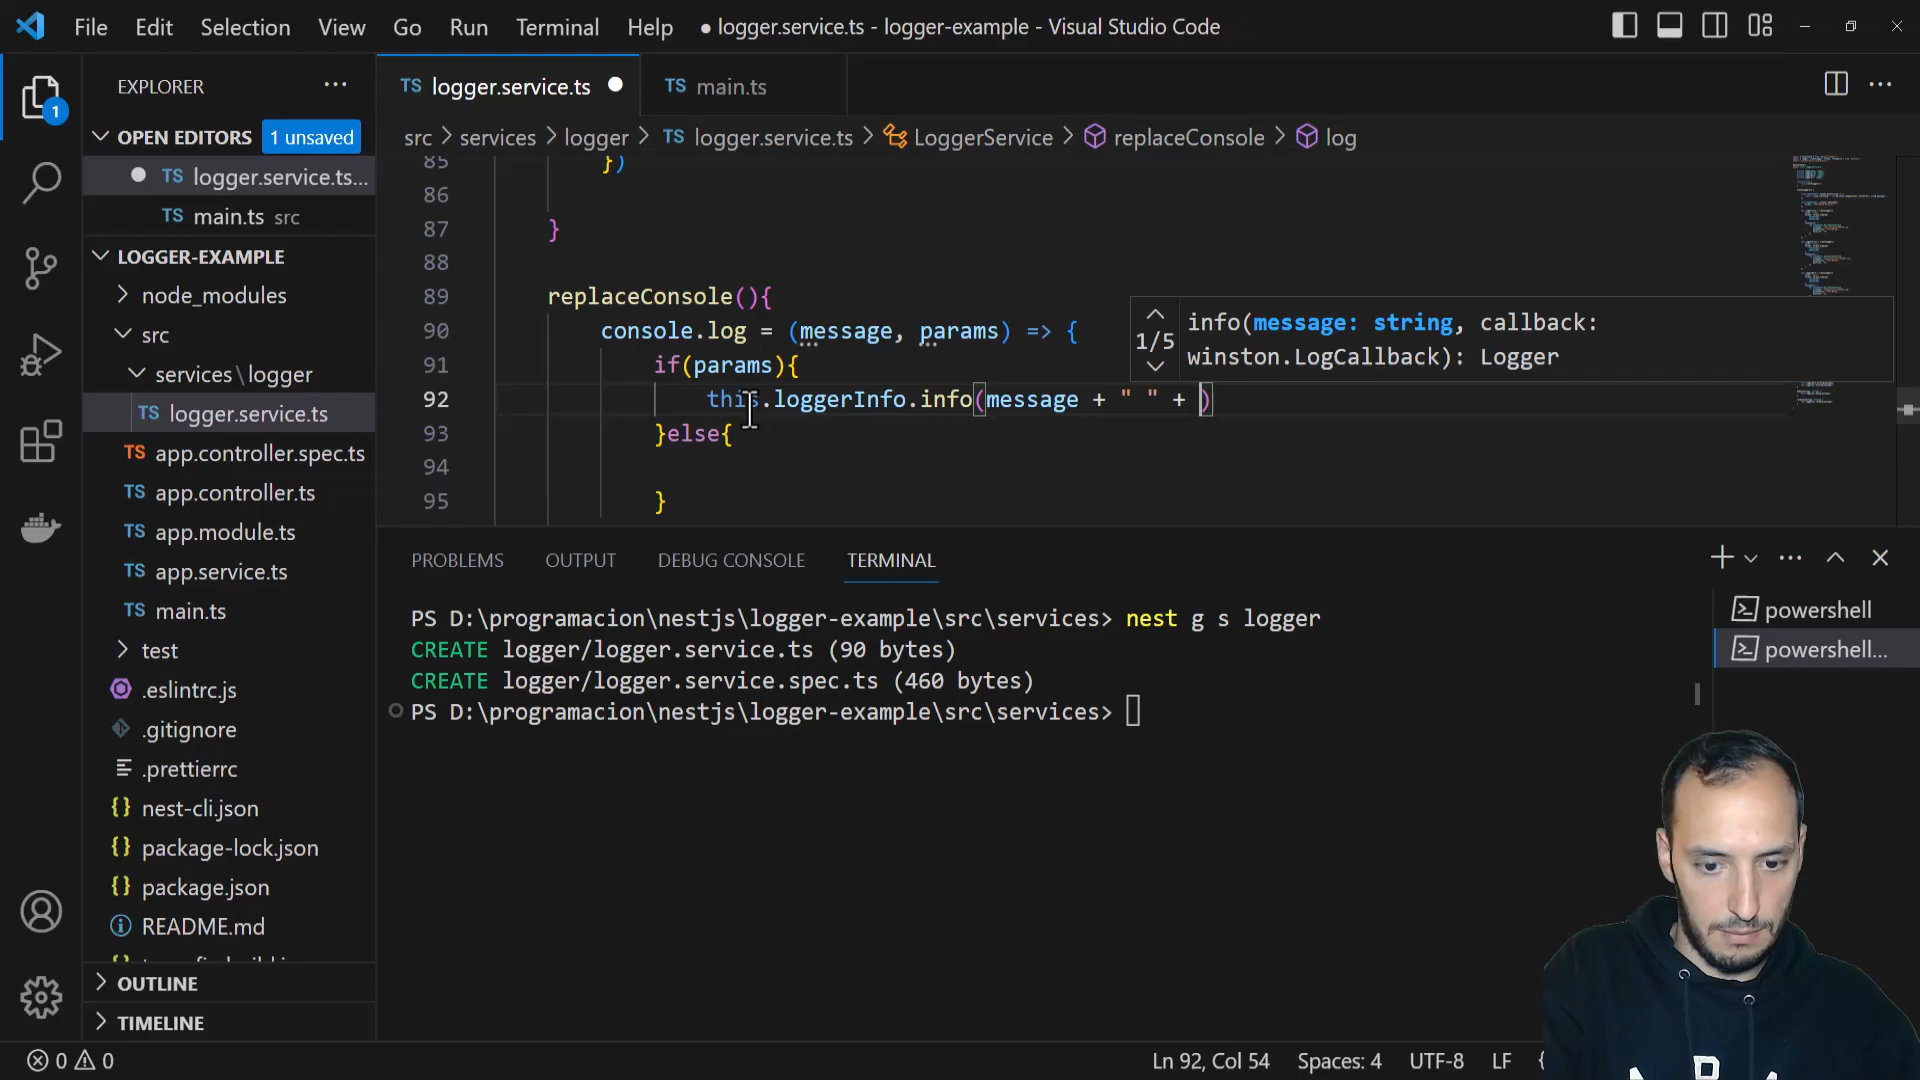 File Edit Selection View Go Run Terminal Help ● logger.service.ts - logger-example - Visual Studio Code
EXPLORER ···
1
OPEN EDITORS 1 unsaved
TS logger.service.ts...
TS main.ts src
LOGGER-EXAMPLE
node_modules
src
services\logger
TS logger.service.ts
TS app.controller.spec.ts
TS app.controller.ts
TS app.module.ts
TS app.service.ts
TS main.ts
test
.eslintrc.js
.gitignore
.prettierrc
{} nest-cli.json
{} package-lock.json
{} package.json
README.md
OUTLINE
TIMELINE
TS logger.service.ts ● TS main.ts
src > services > logger > TS logger.service.ts > LoggerService > replaceConsole > log
85 })
86
87 }
88
89 replaceConsole(){
90 console.log = (message, params) => {
91 if(params){
92 this.loggerInfo.info(message + " " + )
93 }else{
94
95 }
1/5 info(message: string, callback:
winston.LogCallback): Logger
PROBLEMS OUTPUT DEBUG CONSOLE TERMINAL
PS D:\programacion\nestjs\logger-example\src\services> nest g s logger
CREATE logger/logger.service.ts (90 bytes)
CREATE logger/logger.service.spec.ts (460 bytes)
PS D:\programacion\nestjs\logger-example\src\services>
powershell
powershell...
0 0 Ln 92, Col 54 Spaces: 4 UTF-8 LF {